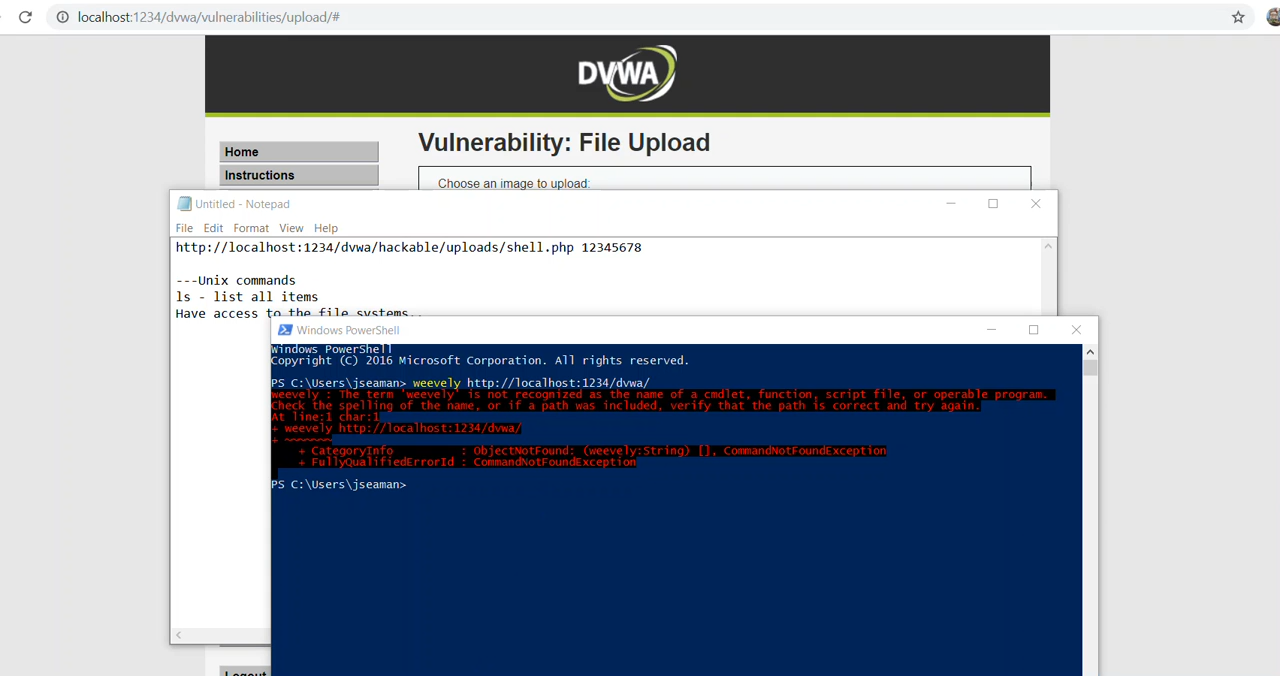 localhost:1234/dvwa/vulnerabilities/upload/#
DVWA
Vulnerability: File Upload
Home
Instructions
Choose an image to upload:
Untitled - Notepad
File Edit Format View Help
http://localhost:1234/dvwa/hackable/uploads/shell.php 12345678
---Unix commands
ls - list all items
Have access to the file systems..
Windows PowerShell
Windows PowerShell
Copyright (C) 2016 Microsoft Corporation. All rights reserved.
PS C:\Users\jseaman> weevely http://localhost:1234/dvwa/
weevely : The term 'weevely' is not recognized as the name of a cmdlet, function, script file, or operable program.
Check the spelling of the name, or if a path was included, verify that the path is correct and try again.
At line:1 char:1
+ weevely http://localhost:1234/dvwa/
+ ~~~~~~~
+ CategoryInfo : ObjectNotFound: (weevely:String) [], CommandNotFoundException
+ FullyQualifiedErrorId : CommandNotFoundException
PS C:\Users\jseaman>
Logout